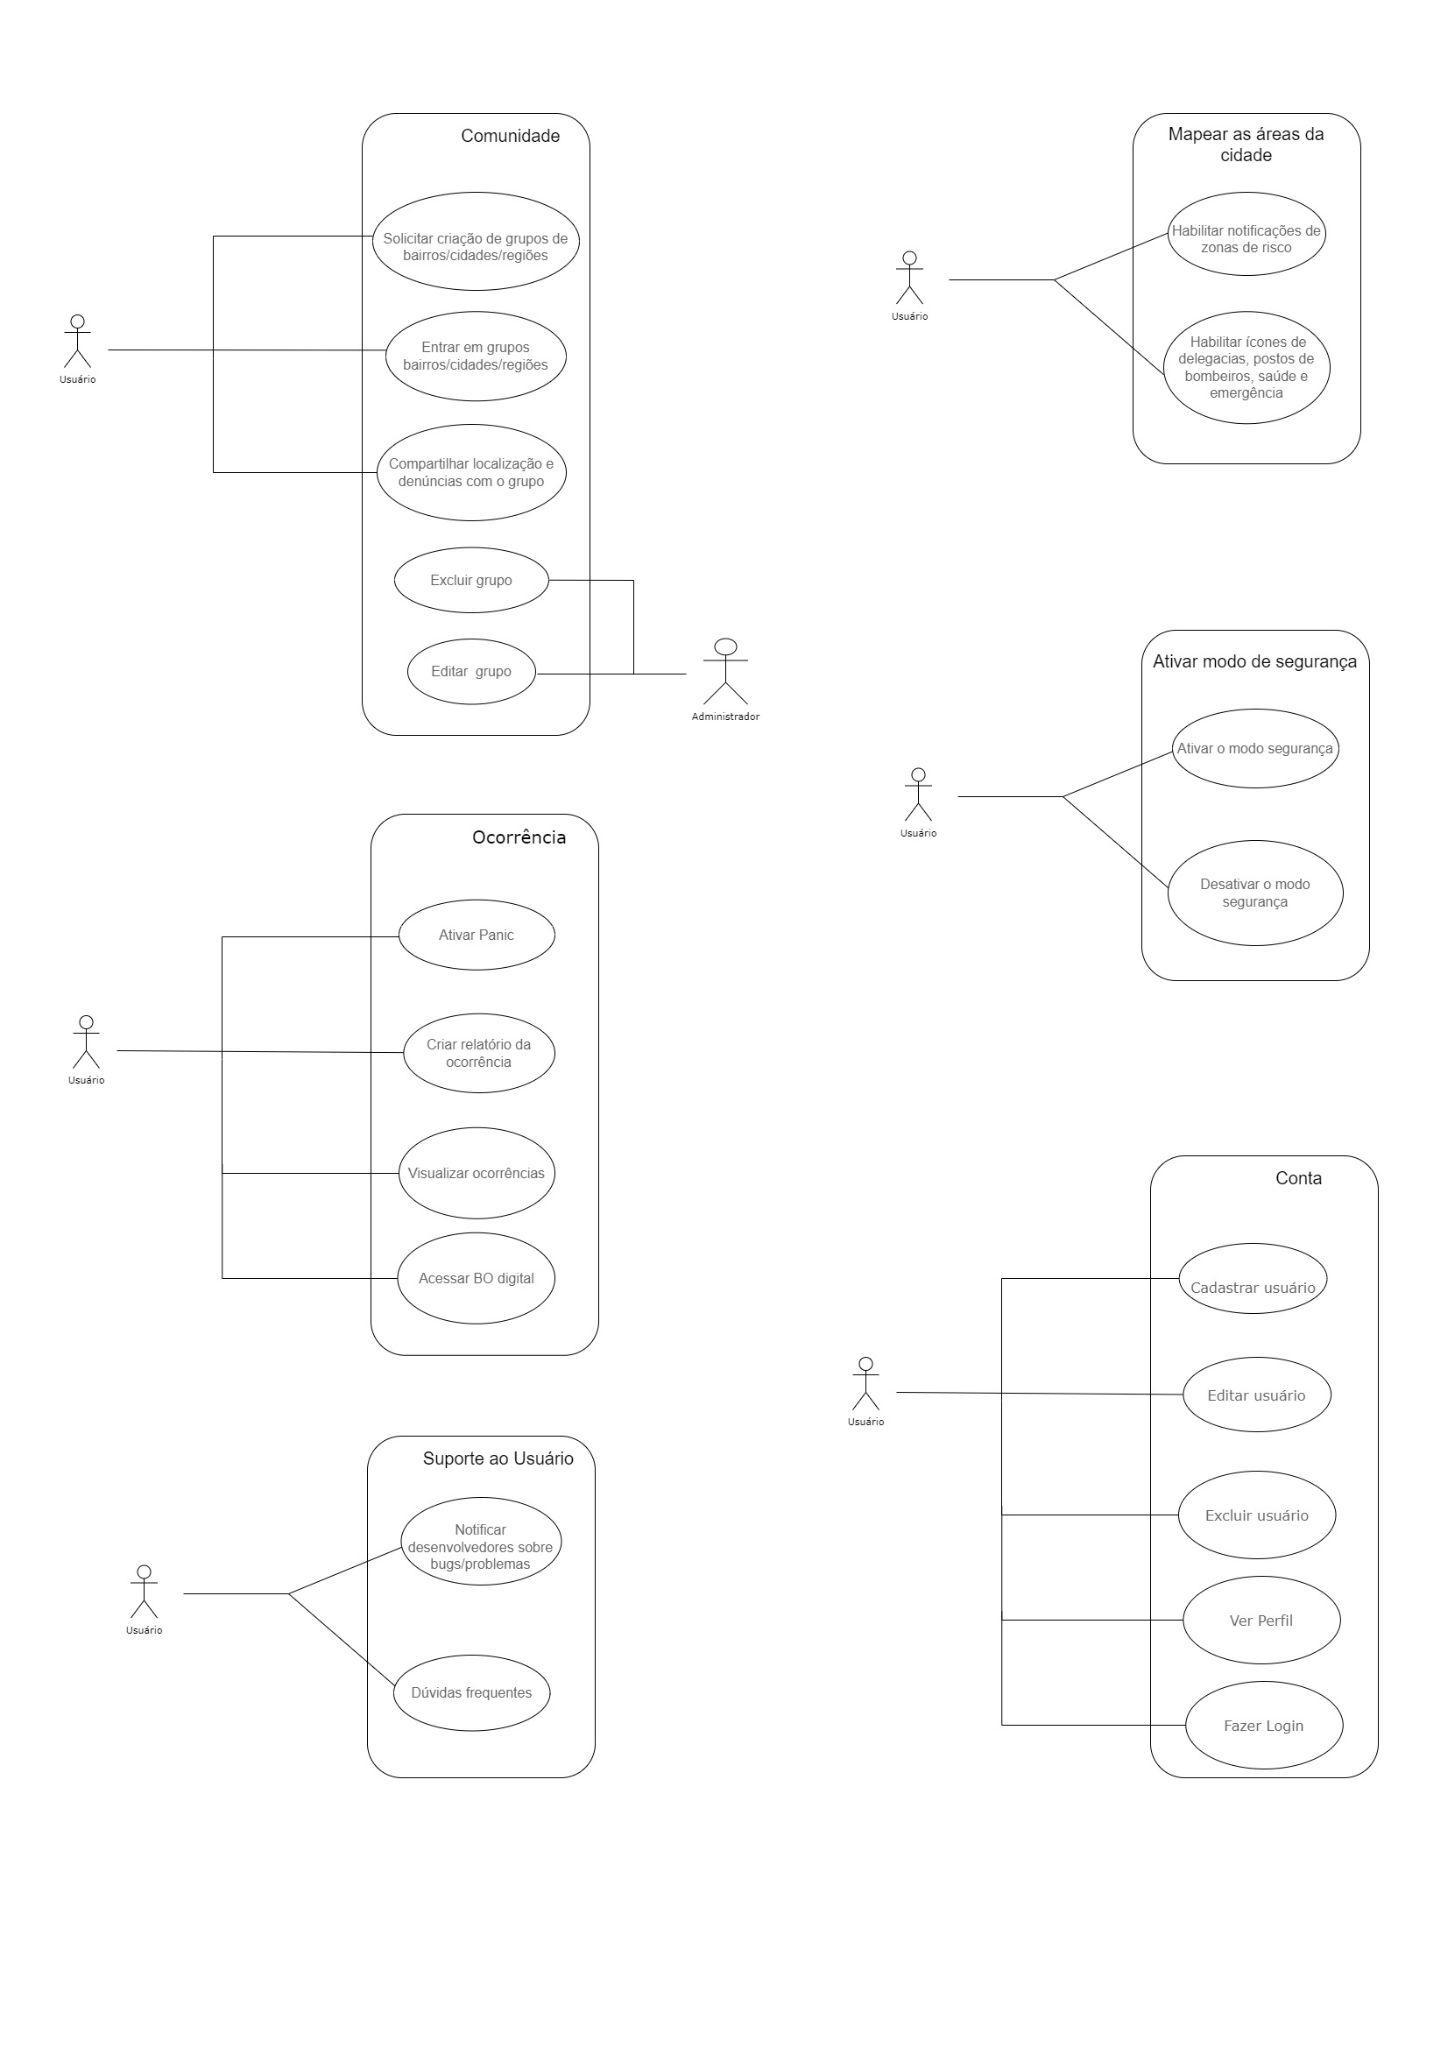 Comunidade
Solicitar criação de grupos de
bairros/cidades/regiões
Usuário
Entrar em grupos
bairros/cidades/regiões
Compartilhar localização e
denúncias com o grupo
Excluir grupo
Editar grupo
Administrador
Ocorrência
Ativar Panic
Usuário
Criar relatório da
ocorrência
Visualizar ocorrências
Acessar BO digital
Suporte ao Usuário
Notificar
desenvolvedores sobre
bugs/problemas
Usuário
Dúvidas frequentes
Mapear as áreas da
cidade
Habilitar notificações de
zonas de risco
Usuário
Habilitar ícones de
delegacias, postos de
bombeiros, saúde e
emergência
Ativar modo de segurança
Ativar o modo segurança
Usuário
Desativar o modo
segurança
Conta
Cadastrar usuário
Usuário
Editar usuário
Excluir usuário
Ver Perfil
Fazer Login